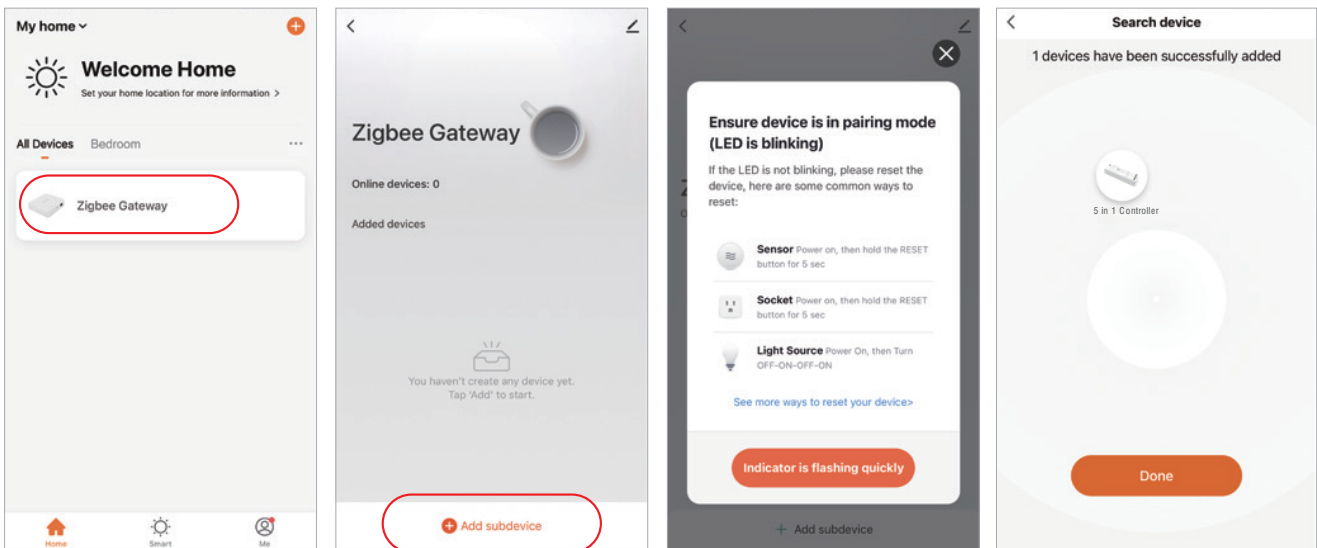 My home
Welcome Home
Set your home location for more information >
All Devices Bedroom
Zigbee Gateway
Home Smart Me
Zigbee Gateway
Online devices: 0
Added devices
You haven't create any device yet.
Tap 'Add' to start.
Add subdevice
Ensure device is in pairing mode
(LED is blinking)
If the LED is not blinking, please reset the
device, here are some common ways to
reset:
Sensor Power on, then hold the RESET
button for 5 sec
Socket Power on, then hold the RESET
button for 5 sec
Light Source Power On, then Turn
OFF-ON-OFF-ON
See more ways to reset your device>
Indicator is flashing quickly
+ Add subdevice
Search device
1 devices have been successfully added
5 in 1 Controller
Done